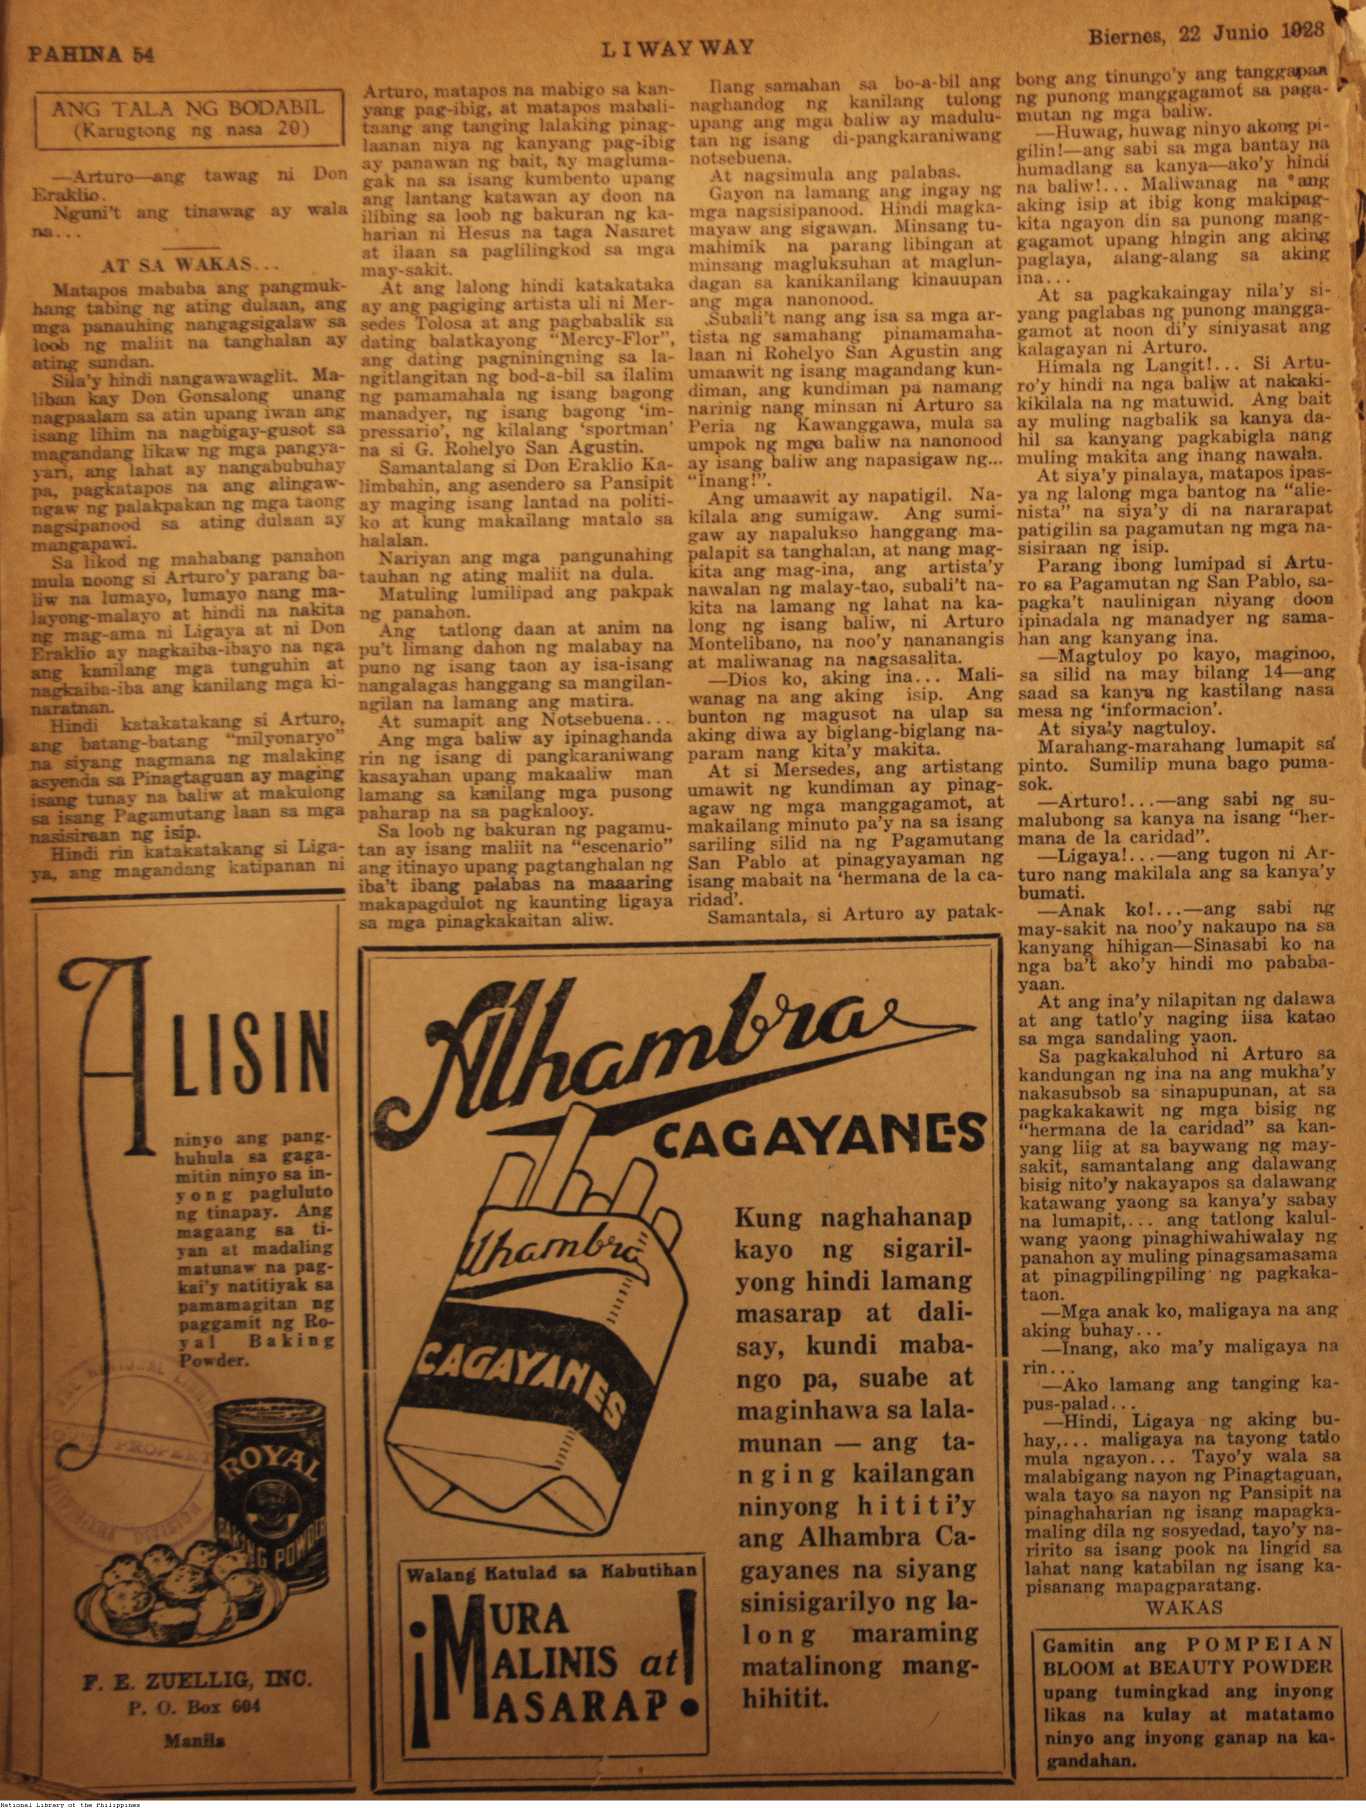 PAHINA 54
LIWAYWAY
Biernes, 22 Junio 1928
ANG TALA NG BODABIL
(Karugtong ng nasa 20)
—Arturo—ang tawag ni Don
Eraklio.
Nguni't ang tinawag ay wala
na...
AT SA WAKAS...
Matapos mababa ang pangmuk-
hang tabing ng ating dulaan, ang
mga panauhing nangagsigalaw sa
loob ng maliit na tanghalan ay
ating sundan.
Sila'y hindi nangawawaglit. Ma-
liban kay Don Gonsalong unang
nagpaalam sa atin upang iwan ang
isang lihim na nagbigay-gusot sa
magandang likaw ng mga pangya-
yari, ang lahat ay nangabubuhay
pa, pagkatapos na ang alingaw-
ngaw ng palakpakan ng mga taong
nagsipanood sa ating dulaan ay
mangapawi.
Sa likod ng mahabang panahon
mula noong si Arturo'y parang ba-
liw na lumayo, lumayo nang ma-
layong-malayo at hindi na nakita
ng mag-ama ni Ligaya at ni Don
Eraklio ay nagkaiba-ibayo na nga
ang kanilang mga tunguhin at
nagkaiba-iba ang kanilang mga ki-
naratnan.
Hindi katakatakang si Arturo,
ang batang-batang "milyonaryo"
na siyang nagmana ng malaking
asyenda sa Pinagtaguan ay maging
isang tunay na baliw at makulong
sa isang Pagamutang laan sa mga
nasisiraan ng isip.
Hindi rin katakatakang si Liga-
ya, ang magandang katipanan ni
Arturo, matapos na mabigo sa kan-
yang pag-ibig, at matapos mabali-
taang ang tanging lalaking pinag-
laanan niya ng kanyang pag-ibig
ay panawan ng bait, ay magluma-
gak na sa isang kumbento upang
ang lantang katawan ay doon na
ilibing sa loob ng bakuran ng ka-
harian ni Hesus na taga Nasaret
at ilaan sa paglilingkod sa mga
may-sakit.
At ang lalong hindi katakataka
ay ang pagiging artista uli ni Mer-
sedes Tolosa at ang pagbabalik sa
dating balatkayong "Mercy-Flor",
ang dating pagniningning sa la-
ngitlangitan ng bod-a-bil sa ilalim
ng pamamahala ng isang bagong
manadyer, ng isang bagong 'im-
pressario', ng kilalang 'sportman'
na si G. Rohelyo San Agustin.
Samantalang si Don Eraklio Ka-
limbahin, ang asendero sa Pansipit
ay maging isang lantad na politi-
ko at kung makailang matalo sa
halalan.
Nariyan ang mga pangunahing
tauhan ng ating maliit na dula.
Matuling lumilipad ang pakpak
ng panahon.
Ang tatlong daan at anim na
pu't limang dahon ng malabay na
puno ng isang taon ay isa-isang
nangalagas hanggang sa mangilan-
ngilan na lamang ang matira.
At sumapit ang Notsebuena...
Ang mga baliw ay ipinaghanda
rin ng isang di pangkaraniwang
kasayahan upang makaaliw man
lamang sa kanilang mga pusong
paharap na sa pagkalooy.
Sa loob ng bakuran ng pagamu-
tan ay isang maliit na "escenario"
ang itinayo upang pagtanghalan ng
iba't ibang palabas na maaaring
makapagdulot ng kaunting ligaya
sa mga pinagkakaitan aliw.
Ilang samahan sa bo-a-bil ang
naghandog ng kanilang tulong
upang ang mga baliw ay madulu-
tan ng isang di-pangkaraniwang
notsebuena.
At nagsimula ang palabas.
Gayon na lamang ang ingay ng
mga nagsisipanood. Hindi magka-
mayaw ang sigawan. Minsang tu-
mahimik na parang libingan at
minsang magluksuhan at maglun-
dagan sa kanikanilang kinauupan
ang mga nanonood.
Subali't nang ang isa sa mga ar-
tista ng samahang pinamamaha-
laan ni Rohelyo San Agustin ang
umaawit ng isang magandang kun-
diman, ang kundiman pa namang
narinig nang minsan ni Arturo sa
Peria ng Kawanggawa, mula sa
umpok ng mga baliw na nanonood
ay isang baliw ang napasigaw ng...
"Inang!".
Ang umaawit ay napatigil. Na-
kilala ang sumigaw. Ang sumi-
gaw ay napalukso hanggang ma-
palapit sa tanghalan, at nang mag-
kita ang mag-ina, ang artista'y
nawalan ng malay-tao, subali't na-
kita na lamang ng lahat na ka-
long ng isang baliw, ni Arturo
Montelibano, na noo'y nananangis
at maliwanag na nagsasalita.
—Dios ko, aking ina... Mali-
wanag na ang aking isip. Ang
bunton ng magusot na ulap sa
aking diwa ay biglang-biglang na-
param nang kita'y makita.
At si Mersedes, ang artistang
umawit ng kundiman ay pinag-
agaw ng mga manggagamot, at
makailang minuto pa'y na sa isang
sariling silid na ng Pagamutang
San Pablo at pinagyayaman ng
isang mabait na 'hermana de la ca-
ridad'.
Samantala, si Arturo ay patak-
bong ang tinungo'y ang tanggapan
ng punong manggagamot sa paga-
mutan ng mga baliw.
—Huwag, huwag ninyo akong pi-
gilin!—ang sabi sa mga bantay na
humadlang sa kanya—ako'y hindi
na baliw!... Maliwanag na ang
aking isip at ibig kong makipag-
kita ngayon din sa punong mang-
gagamot upang hingin ang aking
paglaya, alang-alang sa aking
ina...
At sa pagkakaingay nila'y si-
yang paglabas ng punong mangga-
gamot at noon di'y siniyasat ang
kalagayan ni Arturo.
Himala ng Langit!... Si Artu-
ro'y hindi na nga baliw at nakaki-
kikilala na ng matuwid. Ang bait
ay muling nagbalik sa kanya da-
hil sa kanyang pagkabigla nang
muling makita ang inang nawala.
At siya'y pinalaya, matapos ipas-
ya ng lalong mga bantog na "alie-
nista" na siya'y di na nararapat
patigilin sa pagamutan ng mga na-
sisiraan ng isip.
Parang ibong lumipad si Artu-
ro sa Pagamutan ng San Pablo, sa-
pagka't naulinigan niyang doon
ipinadala ng manadyer ng sama-
han ang kanyang ina.
—Magtuloy po kayo, maginoo,
sa silid na may bilang 14—ang
saad sa kanya ng kastilang nasa
mesa ng 'informacion'.
At siya'y nagtuloy.
Marahang-marahang lumapit sa
pinto. Sumilip muna bago puma-
sok.
—Arturo!...—ang sabi ng su-
malubong sa kanya na isang "her-
mana de la caridad".
—Ligaya!...—ang tugon ni Ar-
turo nang makilala ang sa kanya'y
bumati.
—Anak ko!...—ang sabi ng
may-sakit na noo'y nakaupo na sa
kanyang hihigan—Sinasabi ko na
nga ba't ako'y hindi mo pababa-
yaan.
At ang ina'y nilapitan ng dalawa
at ang tatlo'y naging iisa katao
sa mga sandaling yaon.
Sa pagkakaluhod ni Arturo sa
kandungan ng ina na ang mukha'y
nakasubsob sa sinapupunan, at sa
pagkakakawit ng mga bisig ng
"hermana de la caridad" sa kan-
yang liig at sa baywang ng may-
sakit, samantalang ang dalawang
bisig nito'y nakayapos sa dalawang
katawang yaong sa kanya'y sabay
na lumapit,... ang tatlong kalul-
wang yaong pinaghiwahiwalay ng
panahon ay muling pinagsamasama
at pinagpilingpiling ng pagkaka-
taon.
—Mga anak ko, maligaya na ang
aking buhay...
—Inang, ako ma'y maligaya na
rin...
—Ako lamang ang tanging ka-
pus-palad...
—Hindi, Ligaya ng aking bu-
hay,... maligaya na tayong tatlo
mula ngayon... Tayo'y wala sa
malabigang nayon ng Pinagtaguan,
wala tayo sa nayon ng Pansipit na
pinaghaharian ng isang mapagka-
maling dila ng sosyedad, tayo'y na-
ririto sa isang pook na lingid sa
lahat nang katabilan ng isang ka-
pisanang mapagparatang.
WAKAS
ALISIN
ninyo ang pang-
huhula sa gaga-
mitin ninyo sa in-
yong pagluluto
ng tinapay. Ang
magaang sa ti-
yan at madaling
matunaw na pag-
kai'y natitiyak sa
pamamagitan ng
paggamit ng Ro-
yal Baking
Powder.
ROYAL
BAKING POWDER
F. E. ZUELLIG, INC.
P. O. Box 604
Manila
Alhambra
CAGAYANES
Alhambra
CAGAYANES
Kung naghahanap
kayo ng sigaril-
yong hindi lamang
masarap at dali-
say, kundi maba-
ngo pa, suabe at
maginhawa sa lala-
munan — ang ta-
nging kailangan
ninyong hititi'y
ang Alhambra Ca-
gayanes na siyang
sinisigarilyo ng la-
long maraming
matalinong mang-
hihitit.
Walang Katulad sa Kabutihan
¡MURA
MALINIS at
MASARAP!
Gamitin ang POMPEIAN
BLOOM at BEAUTY POWDER
upang tumingkad ang inyong
likas na kulay at matatamo
ninyo ang inyong ganap na ka-
gandahan.
National Library of the Philippines